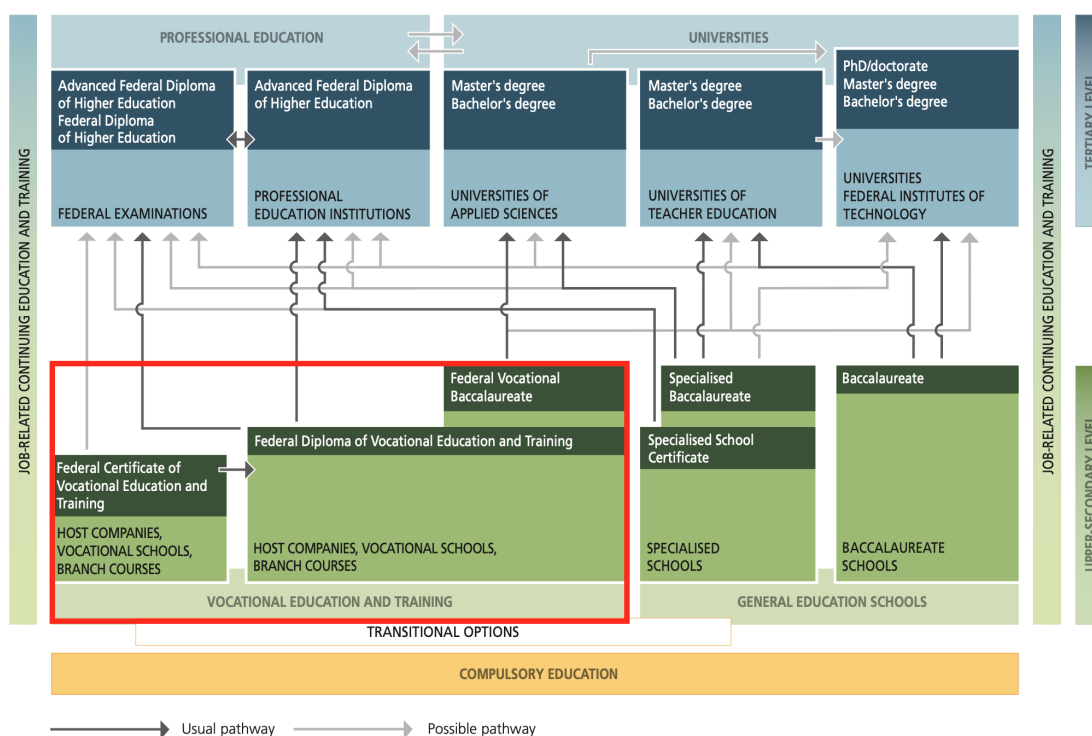 PROFESSIONAL EDUCATION
UNIVERSITIES
Advanced Federal Diploma
of Higher Education
Federal Diploma
of Higher Education
FEDERAL EXAMINATIONS
Advanced Federal Diploma
of Higher Education
PROFESSIONAL
EDUCATION INSTITUTIONS
Master's degree
Bachelor's degree
UNIVERSITIES OF
APPLIED SCIENCES
Master's degree
Bachelor's degree
UNIVERSITIES OF
TEACHER EDUCATION
PhD/doctorate
Master's degree
Bachelor's degree
UNIVERSITIES
FEDERAL INSTITUTES OF
TECHNOLOGY
JOB-RELATED CONTINUING EDUCATION AND TRAINING
JOB-RELATED CONTINUING EDUCATION AND TRAINING
TERTIARY LEVEL
UPPER-SECONDARY LEVEL
Federal Vocational
Baccalaureate
Specialised
Baccalaureate
Baccalaureate
Federal Diploma of Vocational Education and Training
Specialised School
Certificate
Federal Certificate of
Vocational Education and
Training
HOST COMPANIES,
VOCATIONAL SCHOOLS,
BRANCH COURSES
HOST COMPANIES, VOCATIONAL SCHOOLS,
BRANCH COURSES
SPECIALISED
SCHOOLS
BACCALAUREATE
SCHOOLS
VOCATIONAL EDUCATION AND TRAINING
GENERAL EDUCATION SCHOOLS
TRANSITIONAL OPTIONS
COMPULSORY EDUCATION
Usual pathway
Possible pathway